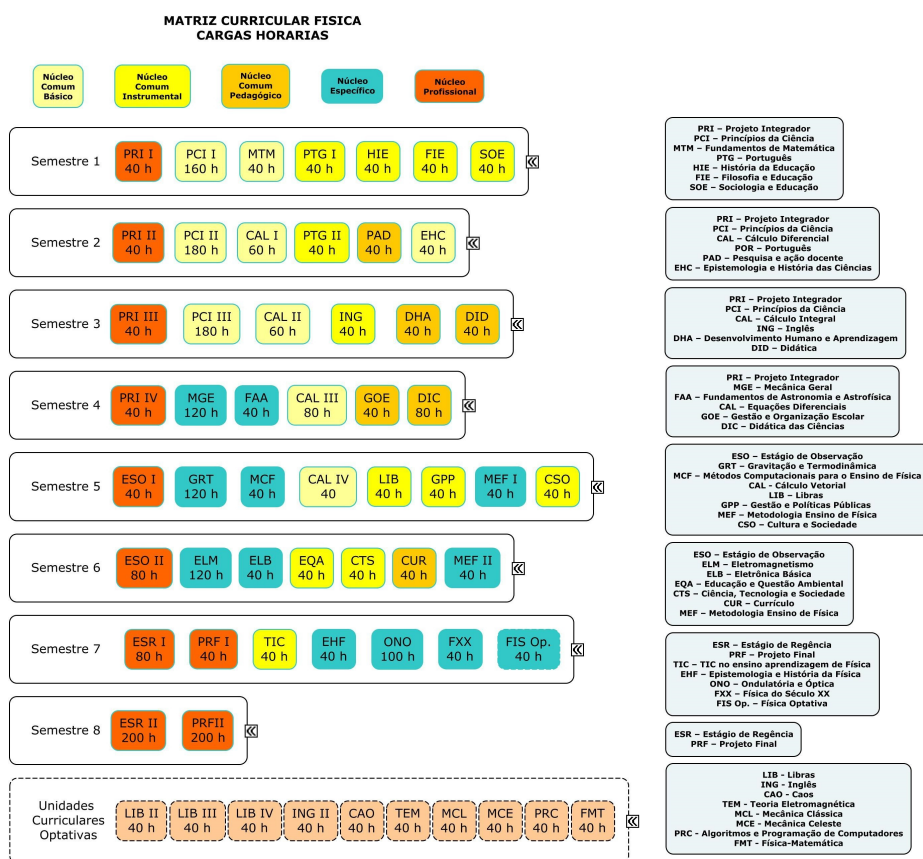 MATRIZ CURRICULAR FISICA
CARGAS HORARIAS
Núcleo
Comum
Básico
Núcleo
Comum
Instrumental
Núcleo
Comum
Pedagógico
Núcleo
Específico
Núcleo
Profissional
Semestre 1
PRI I
40 h
PCI I
160 h
MTM
40 h
PTG I
40 h
HIE
40 h
FIE
40 h
SOE
40 h
PRI – Projeto Integrador
PCI – Princípios da Ciência
MTM – Fundamentos de Matemática
PTG – Português
HIE – História da Educação
FIE – Filosofia e Educação
SOE – Sociologia e Educação
Semestre 2
PRI II
40 h
PCI II
180 h
CAL I
60 h
PTG II
40 h
PAD
40 h
EHC
40 h
PRI – Projeto Integrador
PCI – Princípios da Ciência
CAL – Cálculo Diferencial
POR – Português
PAD – Pesquisa e ação docente
EHC – Epistemologia e História das Ciências
Semestre 3
PRI III
40 h
PCI III
180 h
CAL II
60 h
ING
40 h
DHA
40 h
DID
40 h
PRI – Projeto Integrador
PCI – Princípios da Ciência
CAL – Cálculo Integral
ING – Inglês
DHA – Desenvolvimento Humano e Aprendizagem
DID – Didática
Semestre 4
PRI IV
40 h
MGE
120 h
FAA
40 h
CAL III
80 h
GOE
40 h
DIC
80 h
PRI – Projeto Integrador
MGE – Mecânica Geral
FAA – Fundamentos de Astronomia e Astrofísica
CAL – Equações Diferenciais
GOE – Gestão e Organização Escolar
DIC – Didática das Ciências
Semestre 5
ESO I
40 h
GRT
120 h
MCF
40 h
CAL IV
40
LIB
40 h
GPP
40 h
MEF I
40 h
CSO
40 h
ESO – Estágio de Observação
GRT – Gravitação e Termodinâmica
MCF – Métodos Computacionais para o Ensino de Física
CAL - Cálculo Vetorial
LIB – Libras
GPP – Gestão e Políticas Públicas
MEF – Metodologia Ensino de Física
CSO – Cultura e Sociedade
Semestre 6
ESO II
80 h
ELM
120 h
ELB
40 h
EQA
40 h
CTS
40 h
CUR
40 h
MEF II
40 h
ESO – Estágio de Observação
ELM – Eletromagnetismo
ELB – Eletrônica Básica
EQA – Educação e Questão Ambiental
CTS – Ciência, Tecnologia e Sociedade
CUR – Currículo
MEF – Metodologia Ensino de Física
Semestre 7
ESR I
80 h
PRF I
40 h
TIC
40 h
EHF
40 h
ONO
100 h
FXX
40 h
FIS Op.
40 h
ESR – Estágio de Regência
PRF – Projeto Final
TIC – TIC no ensino aprendizagem de Física
EHF – Epistemologia e História da Física
ONO – Ondulatória e Óptica
FXX – Física do Século XX
FIS Op. – Física Optativa
Semestre 8
ESR II
200 h
PRFII
200 h
ESR – Estágio de Regência
PRF – Projeto Final
Unidades
Curriculares
Optativas
LIB II
40 h
LIB III
40 h
LIB IV
40 h
ING II
40 h
CAO
40 h
TEM
40 h
MCL
40 h
MCE
40 h
PRC
40 h
FMT
40 h
LIB - Libras
ING - Inglês
CAO - Caos
TEM - Teoria Eletromagnética
MCL - Mecânica Clássica
MCE - Mecânica Celeste
PRC - Algoritmos e Programação de Computadores
FMT - Física-Matemática